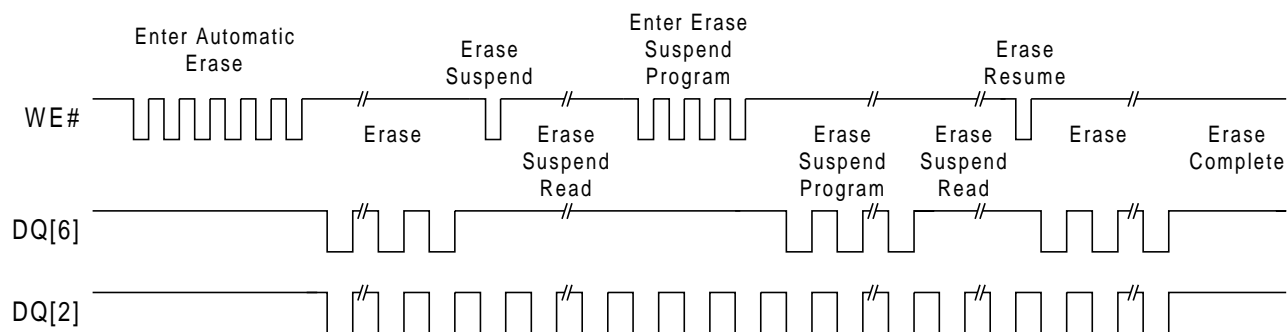 Enter Automatic
Erase
Erase
Suspend
Enter Erase
Suspend
Program
Erase
Resume
WE#
Erase
Erase
Suspend
Read
Erase
Suspend
Program
Erase
Suspend
Read
Erase
Erase
Complete
DQ[6]
DQ[2]